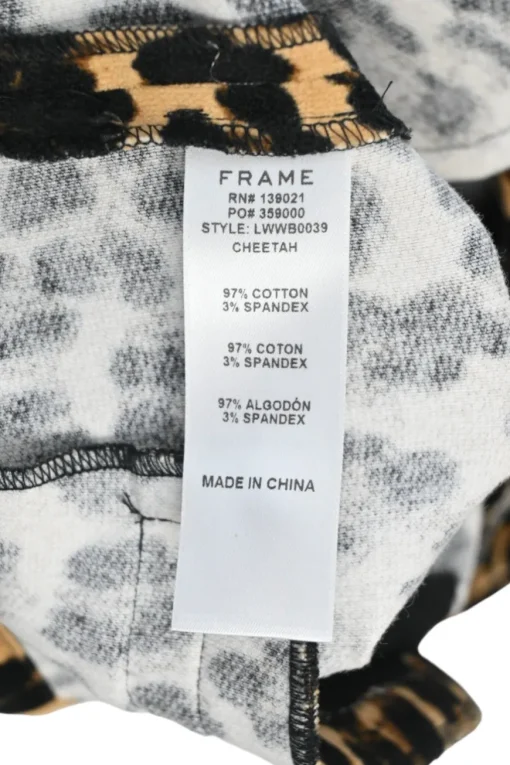 FRAME
RN# 139021
PO# 359000
STYLE: LWWB0039
CHEETAH
97% COTTON
3% SPANDEX
97% COTON
3% SPANDEX
97% ALGODÓN
3% SPANDEX
MADE IN CHINA